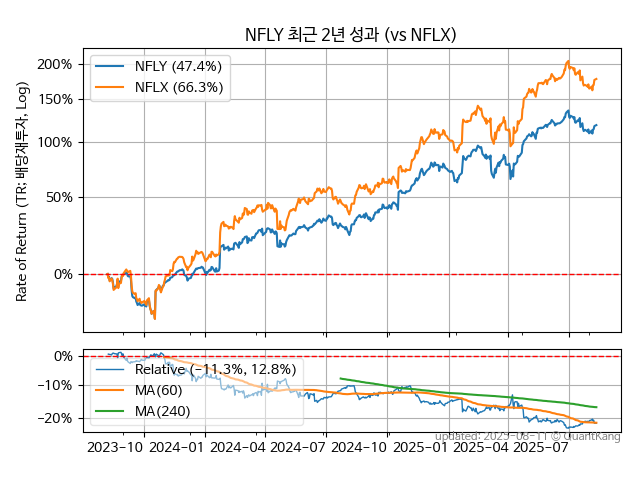 NFLY 최근 2년 성과 (vs NFLX)
Rate of Return (TR: 배당재투자, Log)
200%
150%
100%
50%
0%
NFLY (47.4%)
NFLX (66.3%)
0%
−10%
−20%
Relative (−11.3%, 12.8%)
MA(60)
MA(240)
2023-10 2024-01 2024-04 2024-07 2024-10 2025-01 2025-04 2025-07
updated: 2025-08-11 © QuantKang